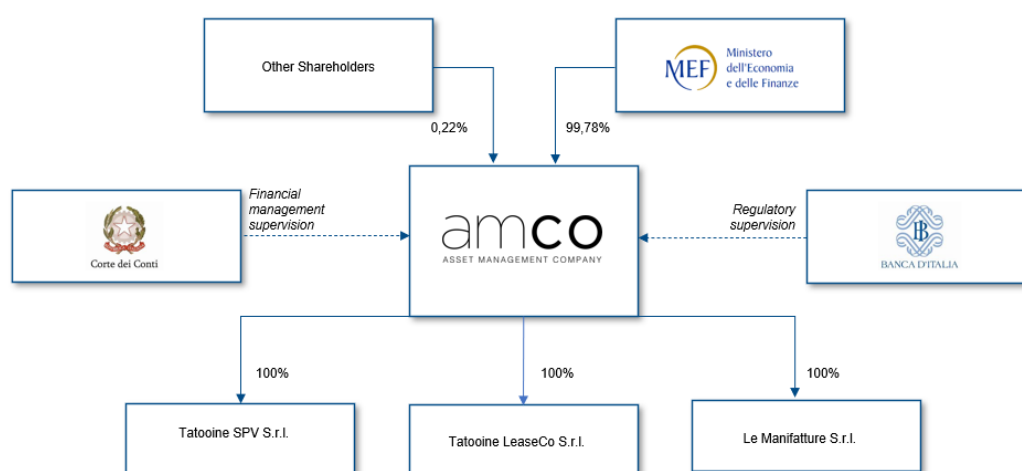 Other Shareholders
MEF
Ministero
dell'Economia
e delle Finanze
0,22%
99,78%
Corte dei Conti
Financial
management
supervision
amco
ASSET MANAGEMENT COMPANY
Regulatory
supervision
BANCA D'ITALIA
100%
100%
100%
Tatooine SPV S.r.l.
Tatooine LeaseCo S.r.l.
Le Manifatture S.r.l.